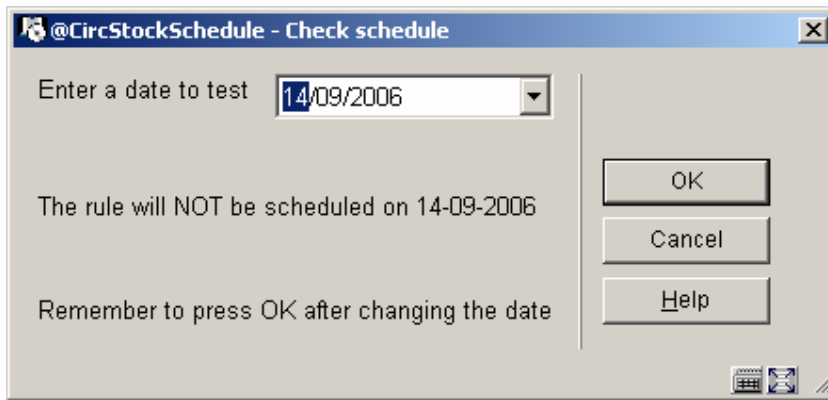 @CircStockSchedule - Check schedule
Enter a date to test
14/09/2006
OK
The rule will NOT be scheduled on 14-09-2006
Cancel
Help
Remember to press OK after changing the date